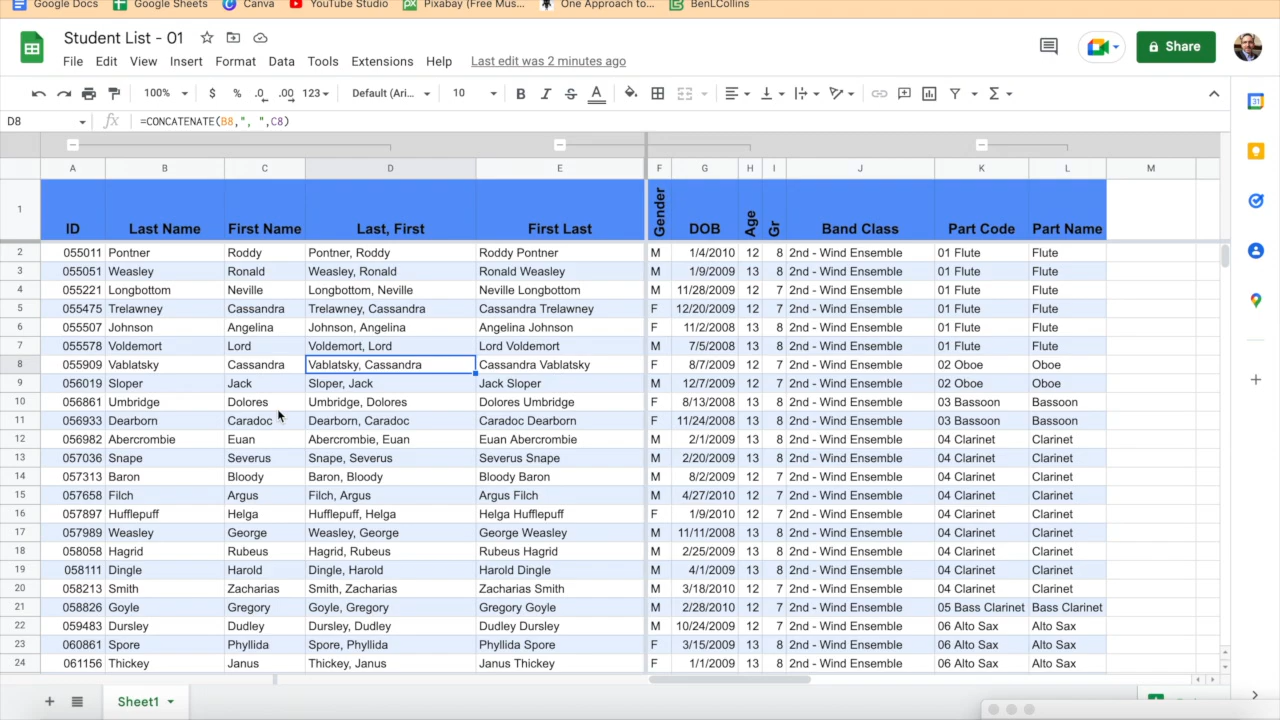 Google Docs Google Sheets Canva YouTube Studio Pixabay (Free Mus... One Approach to... BenLCollins
Student List - 01
Share
File Edit View Insert Format Data Tools Extensions Help Last edit was 2 minutes ago
100% $ % .0 .00 123 Default (Ari... 10 B I S A
D8 fx =CONCATENATE(B8,", ",C8)
A B C D E F G H I J K L M
1 ID Last Name First Name Last, First First Last Gender DOB Age Gr Band Class Part Code Part Name
2 055011 Pontner Roddy Pontner, Roddy Roddy Pontner M 1/4/2010 12 8 2nd - Wind Ensemble 01 Flute Flute
3 055051 Weasley Ronald Weasley, Ronald Ronald Weasley M 1/9/2009 13 8 2nd - Wind Ensemble 01 Flute Flute
4 055221 Longbottom Neville Longbottom, Neville Neville Longbottom M 11/28/2009 12 7 2nd - Wind Ensemble 01 Flute Flute
5 055475 Trelawney Cassandra Trelawney, Cassandra Cassandra Trelawney F 12/20/2009 12 7 2nd - Wind Ensemble 01 Flute Flute
6 055507 Johnson Angelina Johnson, Angelina Angelina Johnson F 11/2/2008 13 8 2nd - Wind Ensemble 01 Flute Flute
7 055578 Voldemort Lord Voldemort, Lord Lord Voldemort M 7/5/2008 13 8 2nd - Wind Ensemble 01 Flute Flute
8 055909 Vablatsky Cassandra Vablatsky, Cassandra Cassandra Vablatsky F 8/7/2009 12 7 2nd - Wind Ensemble 02 Oboe Oboe
9 056019 Sloper Jack Sloper, Jack Jack Sloper M 12/7/2009 12 7 2nd - Wind Ensemble 02 Oboe Oboe
10 056861 Umbridge Dolores Umbridge, Dolores Dolores Umbridge F 8/13/2008 13 8 2nd - Wind Ensemble 03 Bassoon Bassoon
11 056933 Dearborn Caradoc Dearborn, Caradoc Caradoc Dearborn F 11/24/2008 13 8 2nd - Wind Ensemble 03 Bassoon Bassoon
12 056982 Abercrombie Euan Abercrombie, Euan Euan Abercrombie M 2/1/2009 13 8 2nd - Wind Ensemble 04 Clarinet Clarinet
13 057036 Snape Severus Snape, Severus Severus Snape M 2/20/2009 13 8 2nd - Wind Ensemble 04 Clarinet Clarinet
14 057313 Baron Bloody Baron, Bloody Bloody Baron M 8/2/2009 12 7 2nd - Wind Ensemble 04 Clarinet Clarinet
15 057658 Filch Argus Filch, Argus Argus Filch M 4/27/2010 12 7 2nd - Wind Ensemble 04 Clarinet Clarinet
16 057897 Hufflepuff Helga Hufflepuff, Helga Helga Hufflepuff F 1/9/2010 12 7 2nd - Wind Ensemble 04 Clarinet Clarinet
17 057989 Weasley George Weasley, George George Weasley M 11/11/2008 13 8 2nd - Wind Ensemble 04 Clarinet Clarinet
18 058058 Hagrid Rubeus Hagrid, Rubeus Rubeus Hagrid M 2/25/2009 13 8 2nd - Wind Ensemble 04 Clarinet Clarinet
19 058111 Dingle Harold Dingle, Harold Harold Dingle M 4/1/2009 13 8 2nd - Wind Ensemble 04 Clarinet Clarinet
20 058213 Smith Zacharias Smith, Zacharias Zacharias Smith M 3/18/2010 12 7 2nd - Wind Ensemble 04 Clarinet Clarinet
21 058826 Goyle Gregory Goyle, Gregory Gregory Goyle M 2/28/2010 12 7 2nd - Wind Ensemble 05 Bass Clarinet Bass Clarinet
22 059483 Dursley Dudley Dursley, Dudley Dudley Dursley M 10/24/2009 12 7 2nd - Wind Ensemble 06 Alto Sax Alto Sax
23 060861 Spore Phyllida Spore, Phyllida Phyllida Spore F 3/15/2009 13 8 2nd - Wind Ensemble 06 Alto Sax Alto Sax
24 061156 Thickey Janus Thickey, Janus Janus Thickey F 1/1/2009 13 8 2nd - Wind Ensemble 06 Alto Sax Alto Sax
Sheet1